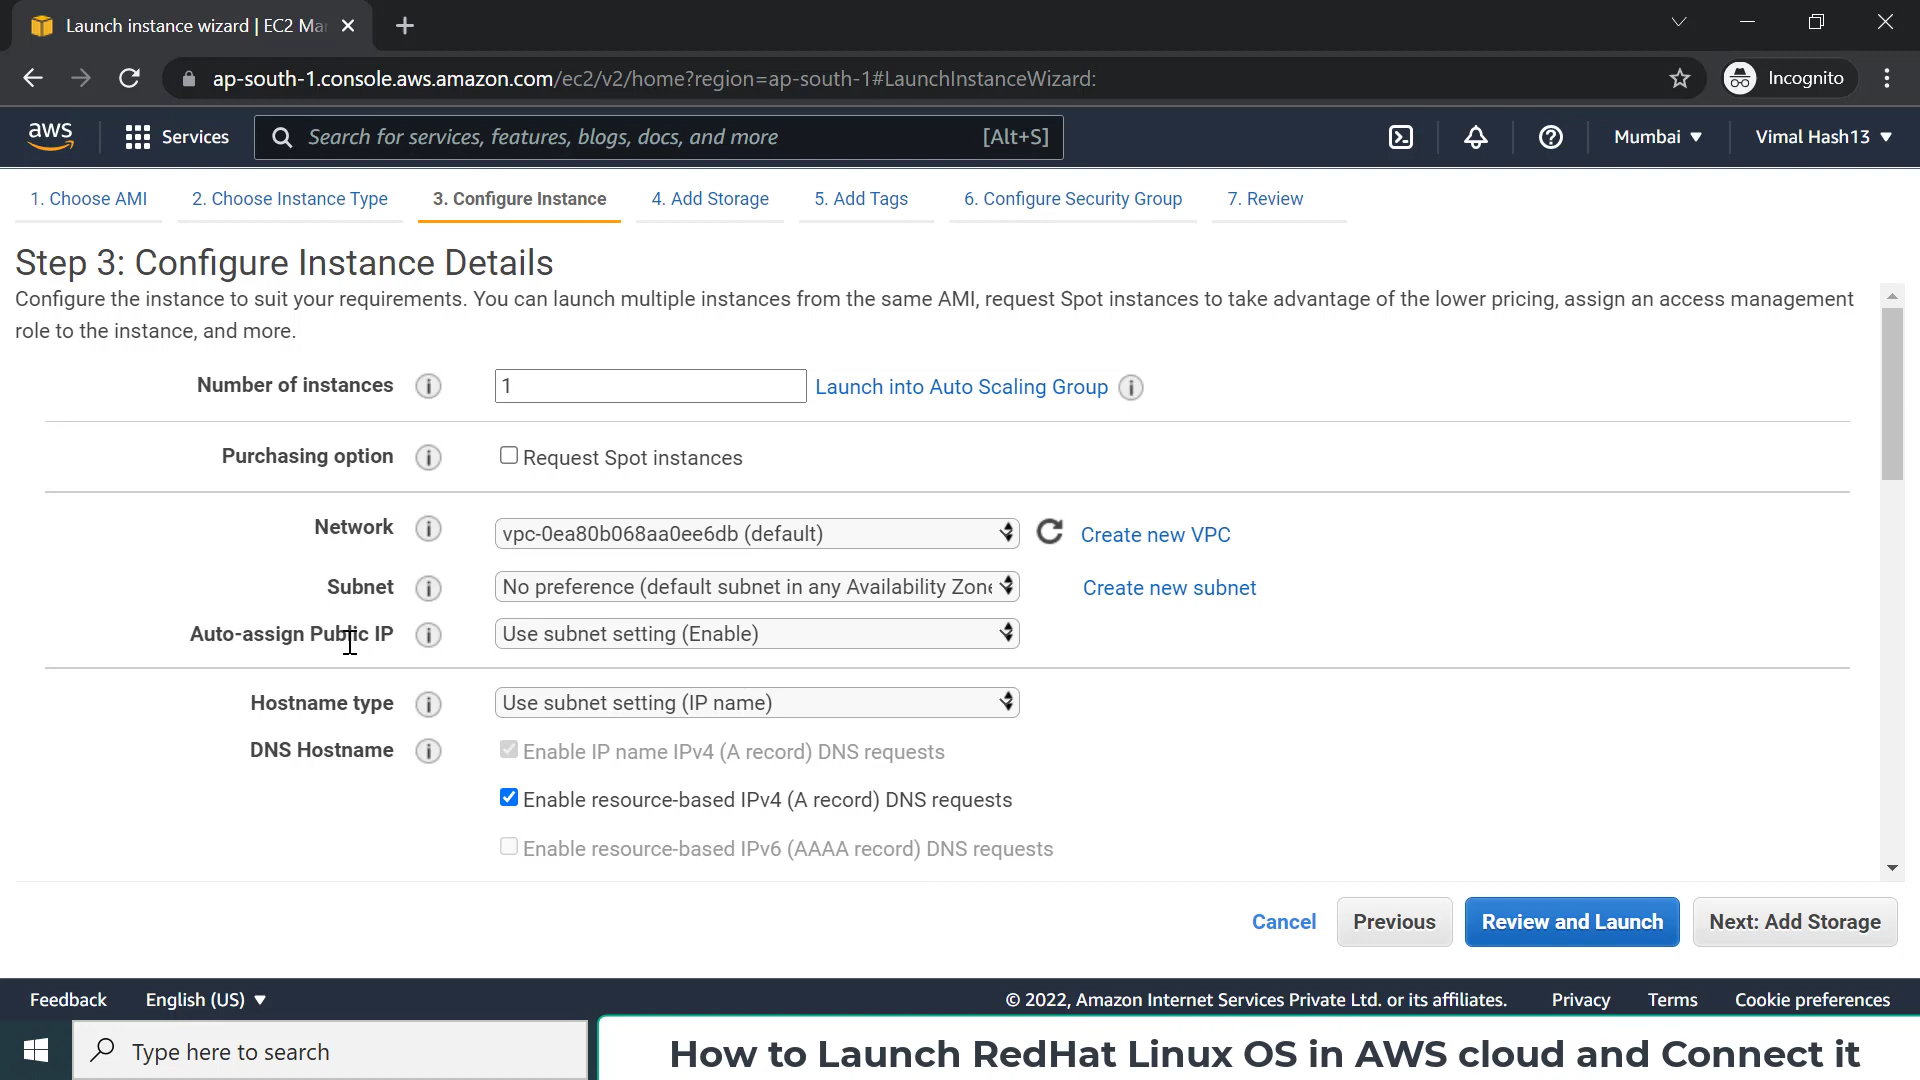 Launch instance wizard | EC2 Ma
ap-south-1.console.aws.amazon.com/ec2/v2/home?region=ap-south-1#LaunchInstanceWizard:
Incognito
aws
Services
Search for services, features, blogs, docs, and more
[Alt+S]
Mumbai
Vimal Hash13
1. Choose AMI
2. Choose Instance Type
3. Configure Instance
4. Add Storage
5. Add Tags
6. Configure Security Group
7. Review
Step 3: Configure Instance Details
Configure the instance to suit your requirements. You can launch multiple instances from the same AMI, request Spot instances to take advantage of the lower pricing, assign an access management
role to the instance, and more.
Number of instances
1
Launch into Auto Scaling Group
Purchasing option
Request Spot instances
Network
vpc-0ea80b068aa0ee6db (default)
Create new VPC
Subnet
No preference (default subnet in any Availability Zone
Create new subnet
Auto-assign Public IP
Use subnet setting (Enable)
Hostname type
Use subnet setting (IP name)
DNS Hostname
Enable IP name IPv4 (A record) DNS requests
Enable resource-based IPv4 (A record) DNS requests
Enable resource-based IPv6 (AAAA record) DNS requests
Cancel
Previous
Review and Launch
Next: Add Storage
Feedback
English (US)
© 2022, Amazon Internet Services Private Ltd. or its affiliates.
Privacy
Terms
Cookie preferences
Type here to search
How to Launch RedHat Linux OS in AWS cloud and Connect it